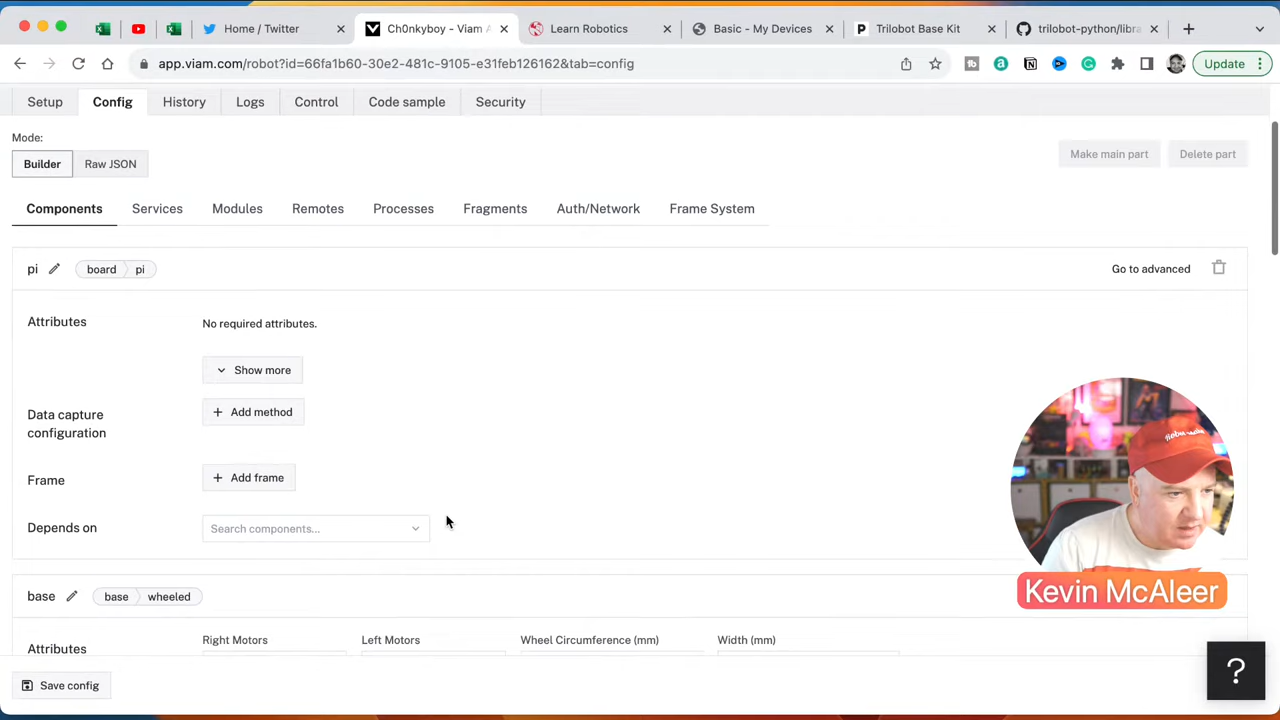 Home / Twitter
Ch0nkyboy - Viam A
Learn Robotics
Basic - My Devices
Trilobot Base Kit
trilobot-python/libra
app.viam.com/robot?id=66fa1b60-30e2-481c-9105-e31feb126162&tab=config
Update
Setup
Config
History
Logs
Control
Code sample
Security
Mode:
Builder
Raw JSON
Make main part
Delete part
Components
Services
Modules
Remotes
Processes
Fragments
Auth/Network
Frame System
pi
board
pi
Go to advanced
Attributes
No required attributes.
Show more
Data capture
configuration
Add method
Frame
Add frame
Depends on
Search components...
Kevin McAleer
base
base
wheeled
Attributes
Right Motors
Left Motors
Wheel Circumference (mm)
Width (mm)
Save config
?